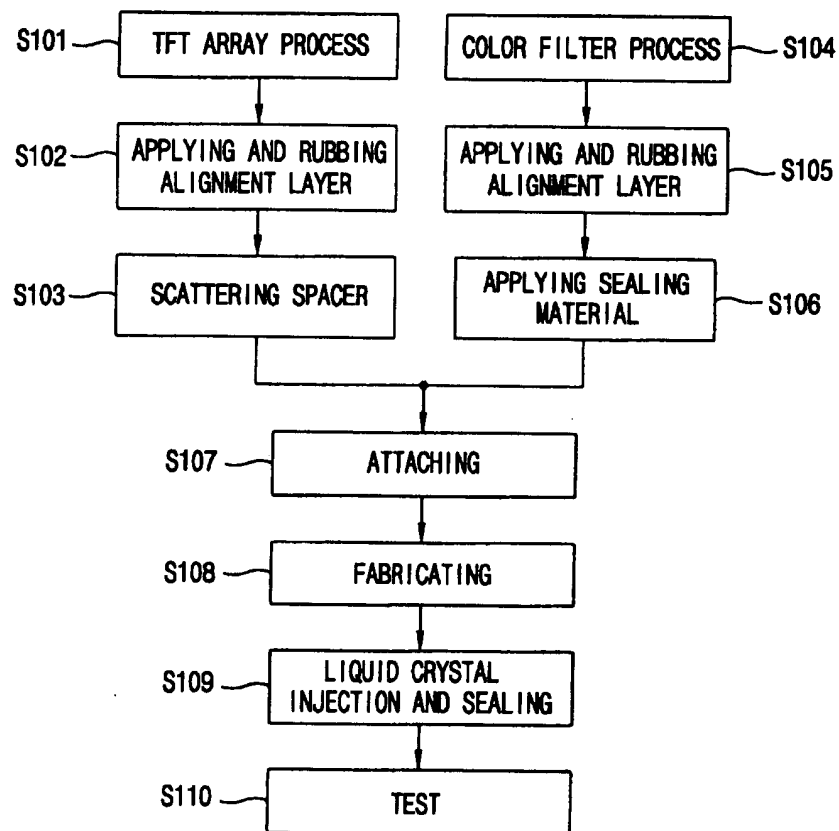 S101
TFT ARRAY PROCESS
COLOR FILTER PROCESS
S104
S102
APPLYING AND RUBBING
ALIGNMENT LAYER
APPLYING AND RUBBING
ALIGNMENT LAYER
S105
S103
SCATTERING SPACER
APPLYING SEALING
MATERIAL
S106
S107
ATTACHING
S108
FABRICATING
S109
LIQUID CRYSTAL
INJECTION AND SEALING
S110
TEST